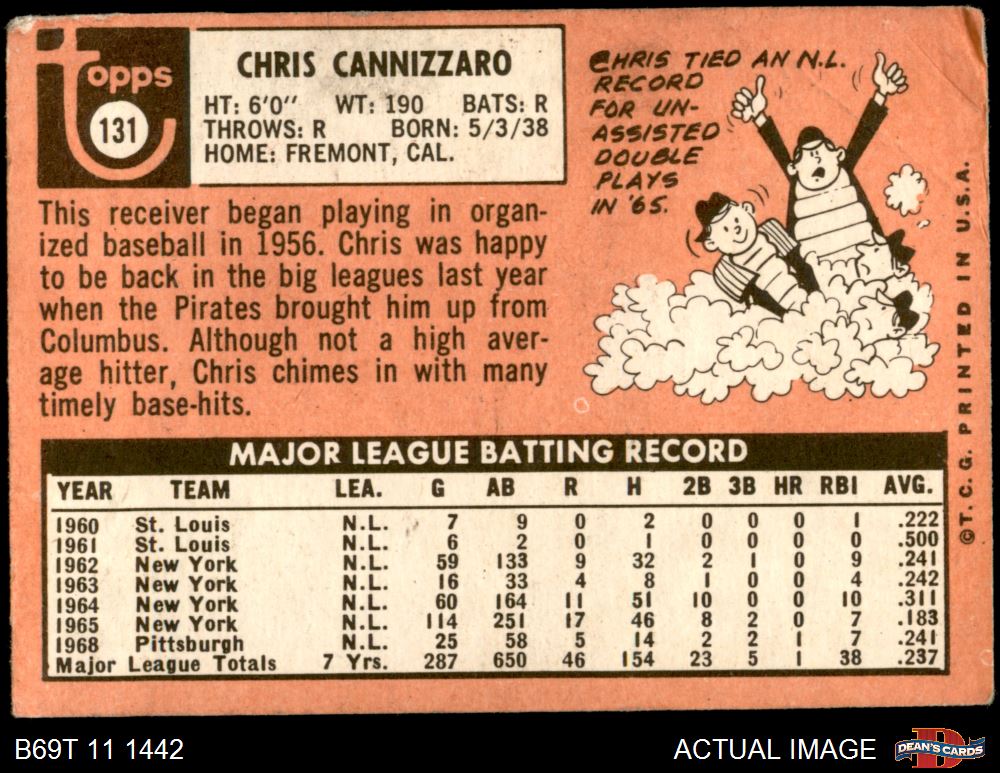 Topps
131
CHRIS CANNIZZARO
HT: 6'0" WT: 190 BATS: R
THROWS: R BORN: 5/3/38
HOME: FREMONT, CAL.
This receiver began playing in organ-
ized baseball in 1956. Chris was happy
to be back in the big leagues last year
when the Pirates brought him up from
Columbus. Although not a high aver-
age hitter, Chris chimes in with many
timely base-hits.
CHRIS TIED AN N.L.
RECORD
FOR UN-
ASSISTED
DOUBLE
PLAYS
IN '65.
MAJOR LEAGUE BATTING RECORD
YEAR TEAM LEA. G AB R H 2B 3B HR RBI AVG.
1960 St. Louis N.L. 7 9 0 2 0 0 0 1 .222
1961 St. Louis N.L. 6 2 0 1 0 0 0 0 .500
1962 New York N.L. 59 133 9 32 2 1 0 9 .241
1963 New York N.L. 16 33 4 8 1 0 0 4 .242
1964 New York N.L. 60 164 11 51 10 0 0 10 .311
1965 New York N.L. 114 251 17 46 8 2 0 7 .183
1968 Pittsburgh N.L. 25 58 5 14 2 2 1 7 .241
Major League Totals 7 Yrs. 287 650 46 154 23 5 1 38 .237
© T. C. G. PRINTED IN U.S.A.
B69T 11 1442
ACTUAL IMAGE
D
DEAN'S CARDS